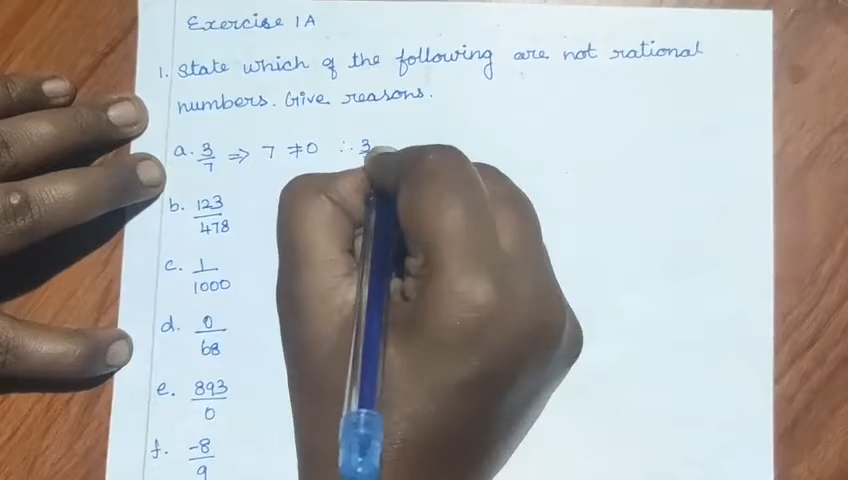 Exercise 1A
1. State which of the following are not rational
numbers. Give reasons.
a. 3/7 ⇒ 7 ≠ 0 ∴ 3
b. 123/478
c. 1/1000
d. 0/68
e. 893/0
f. -8/9